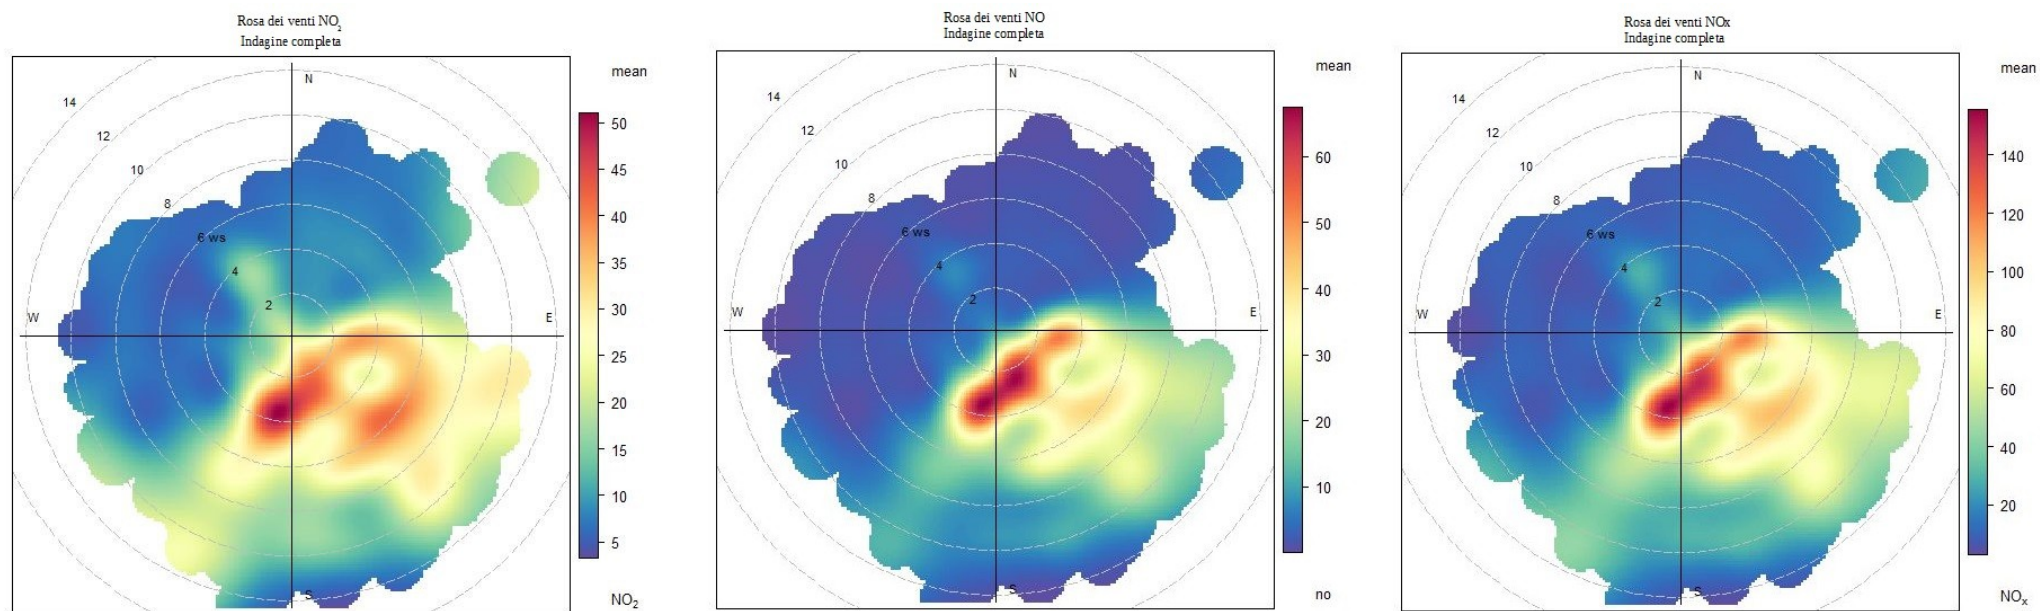 Rosa dei venti NO2
Indagine completa
mean
N
14
12
10
8
6 ws
4
2
W
E
S
50
45
40
35
30
25
20
15
10
5
NO2
Rosa dei venti NO
Indagine completa
mean
N
14
12
10
8
6 ws
4
2
W
E
S
60
50
40
30
20
10
no
Rosa dei venti NOx
Indagine completa
mean
N
14
12
10
8
6 ws
4
2
W
E
S
140
120
100
80
60
40
20
NOx